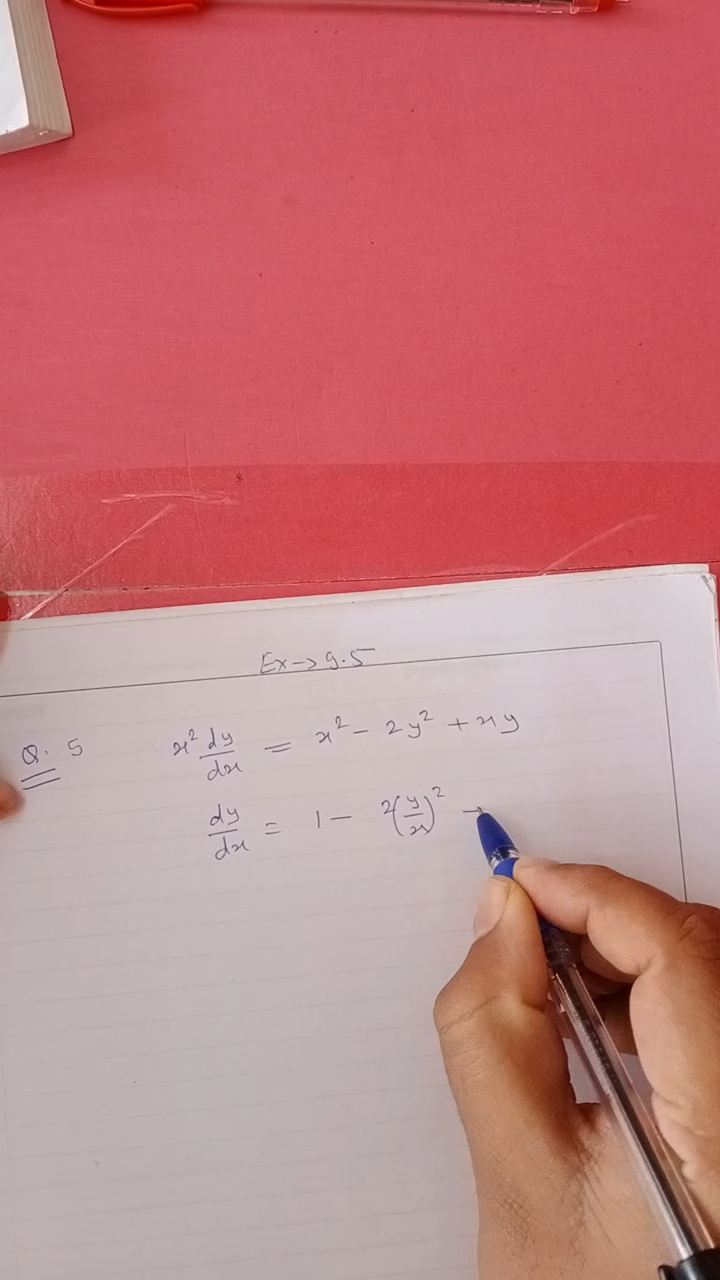 Ex→9.5
Q. 5 x² dy/dx = x² - 2y² + xy
dy/dx = 1 - 2(y/x)² -